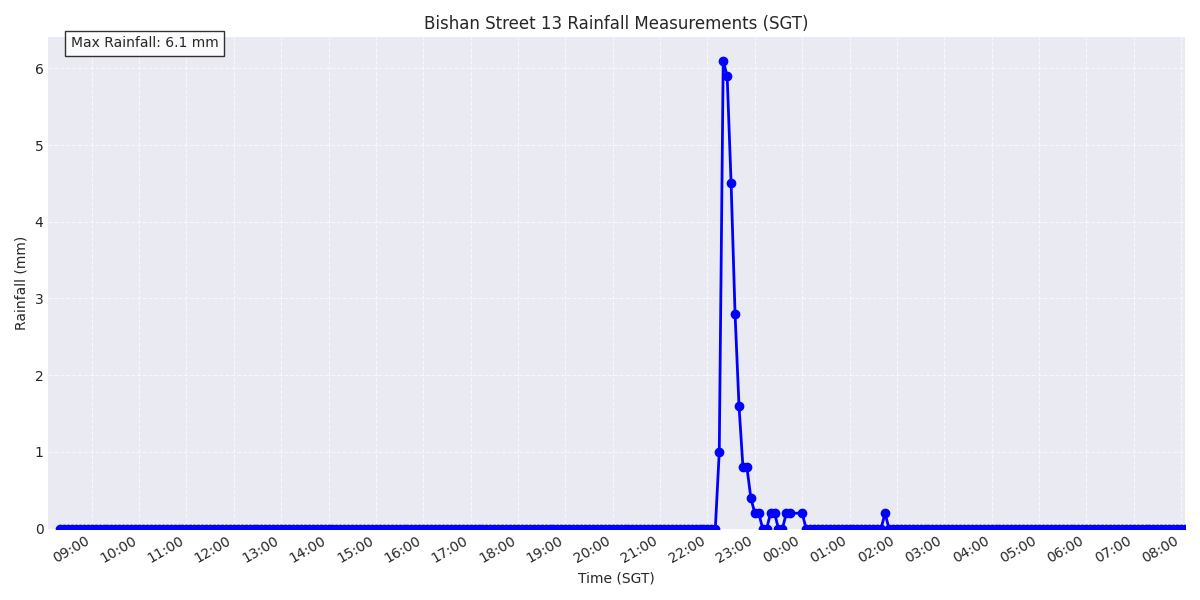 Bishan Street 13 Rainfall Measurements (SGT)
Max Rainfall: 6.1 mm
6
5
4
3
2
1
0
Rainfall (mm)
09:00 10:00 11:00 12:00 13:00 14:00 15:00 16:00 17:00 18:00 19:00 20:00 21:00 22:00 23:00 00:00 01:00 02:00 03:00 04:00 05:00 06:00 07:00 08:00
Time (SGT)